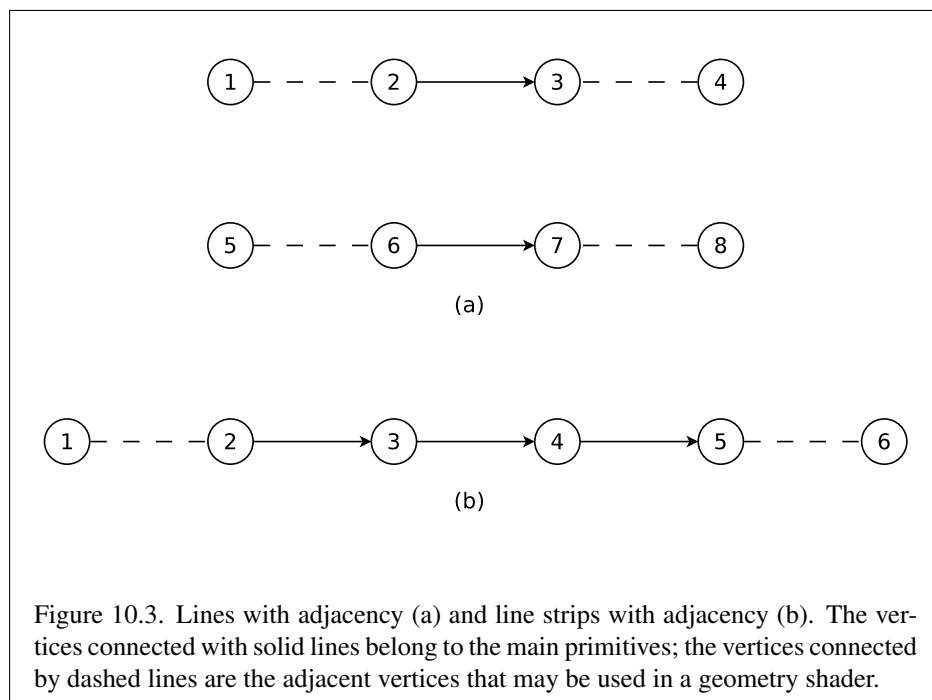 1 2 3 4
5 6 7 8
(a)
1 2 3 4 5 6
(b)
Figure 10.3. Lines with adjacency (a) and line strips with adjacency (b). The ver-
tices connected with solid lines belong to the main primitives; the vertices connected
by dashed lines are the adjacent vertices that may be used in a geometry shader.